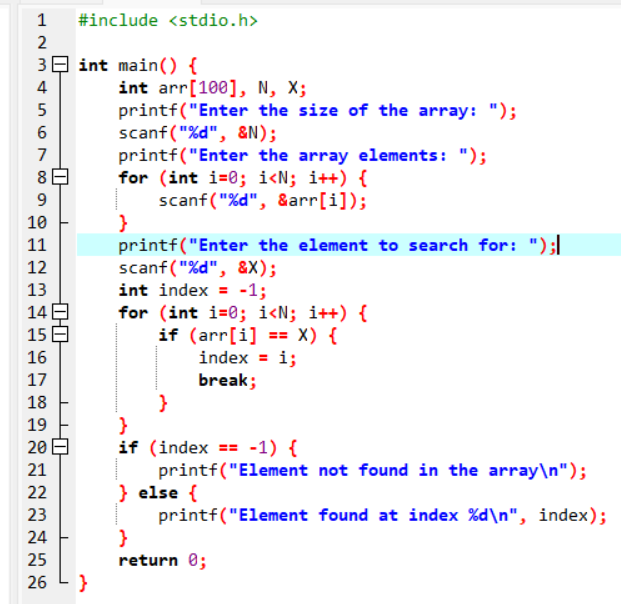 1 #include <stdio.h>
2
3 int main() {
4 int arr[100], N, X;
5 printf("Enter the size of the array: ");
6 scanf("%d", &N);
7 printf("Enter the array elements: ");
8 for (int i=0; i<N; i++) {
9 scanf("%d", &arr[i]);
10 }
11 printf("Enter the element to search for: ");
12 scanf("%d", &X);
13 int index = -1;
14 for (int i=0; i<N; i++) {
15 if (arr[i] == X) {
16 index = i;
17 break;
18 }
19 }
20 if (index == -1) {
21 printf("Element not found in the array\n");
22 } else {
23 printf("Element found at index %d\n", index);
24 }
25 return 0;
26 }